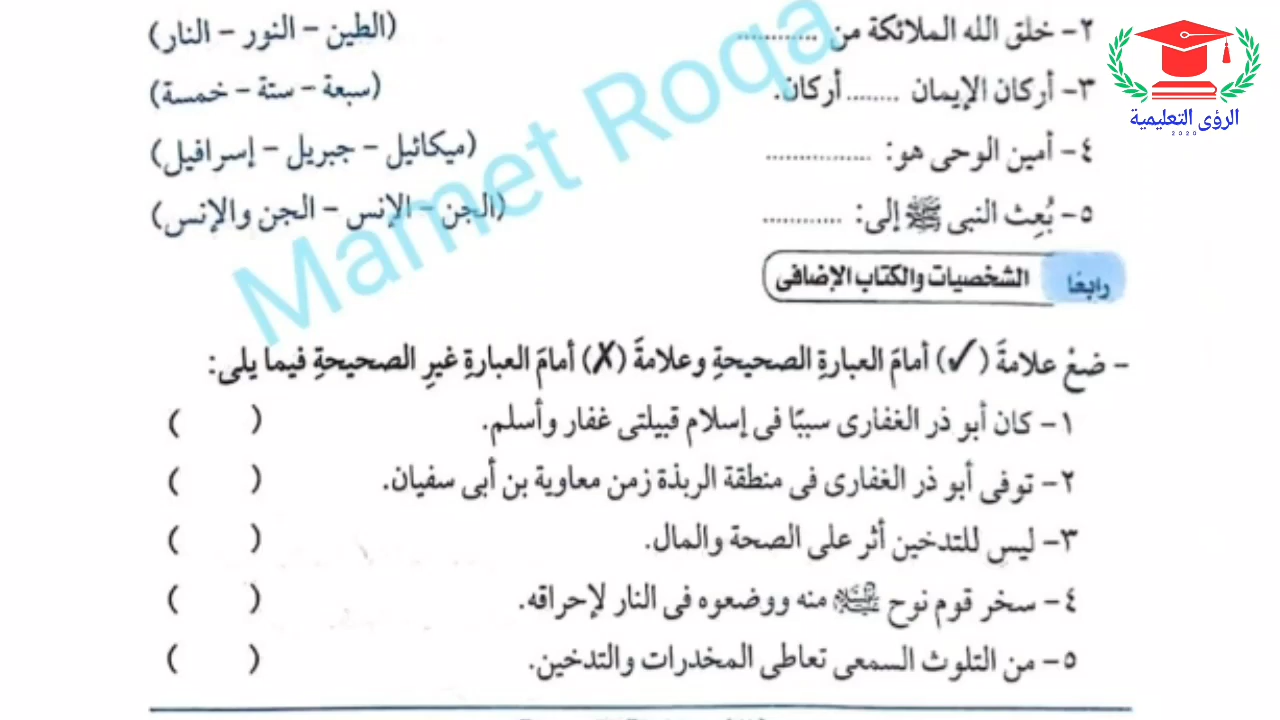 ٢- خلق الله الملائكة من ............ (الطين - النور - النار)
٣- أركان الإيمان ........ أركان. (سبعة - ستة - خمسة)
٤- أمين الوحى هو: ................ (ميكائيل - جبريل - إسرافيل)
٥- بُعِث النبى ﷺ إلى: ............ (الجن - الإنس - الجن والإنس)
رابعًا الشخصيات والكتاب الإضافى
- ضعْ علامةَ (✓) أمامَ العبارةِ الصحيحةِ وعلامةَ (✗) أمامَ العبارةِ غيرِ الصحيحةِ فيما يلى:
١- كان أبو ذر الغفارى سببًا فى إسلام قبيلتى غفار وأسلم. ( )
٢- توفى أبو ذر الغفارى فى منطقة الربذة زمن معاوية بن أبى سفيان. ( )
٣- ليس للتدخين أثر على الصحة والمال. ( )
٤- سخر قوم نوح منه ووضعوه فى النار لإحراقه. ( )
٥- من التلوث السمعى تعاطى المخدرات والتدخين. ( )
Mamet Roqa
الرؤى التعليمية
2020